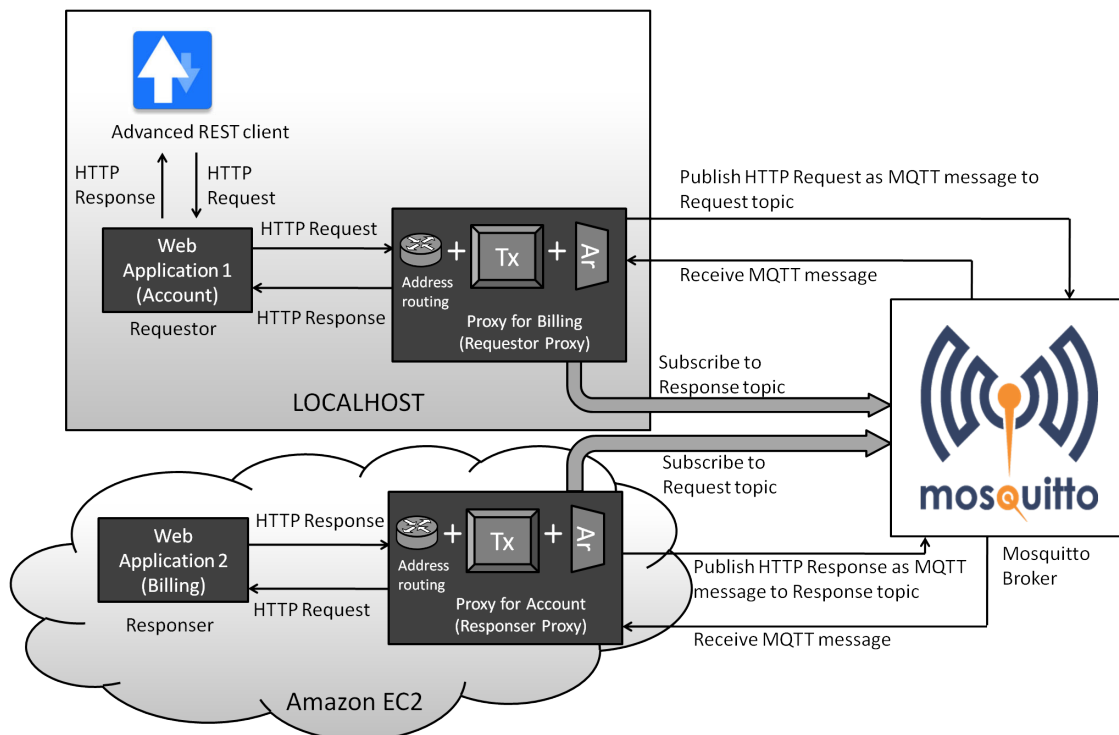 Advanced REST client
HTTP
Response
HTTP
Request
Web
Application 1
(Account)
Requestor
HTTP Request
HTTP Response
Address
routing
+
Tx
+
Ar
Proxy for Billing
(Requestor Proxy)
LOCALHOST
Publish HTTP Request as MQTT message to
Request topic
Receive MQTT message
Subscribe to
Response topic
Subscribe to
Request topic
mosquitto
Mosquitto
Broker
Web
Application 2
(Billing)
Responser
HTTP Response
HTTP Request
Address
routing
+
Tx
+
Ar
Proxy for Account
(Responser Proxy)
Publish HTTP Response as MQTT
message to Response topic
Receive MQTT message
Amazon EC2